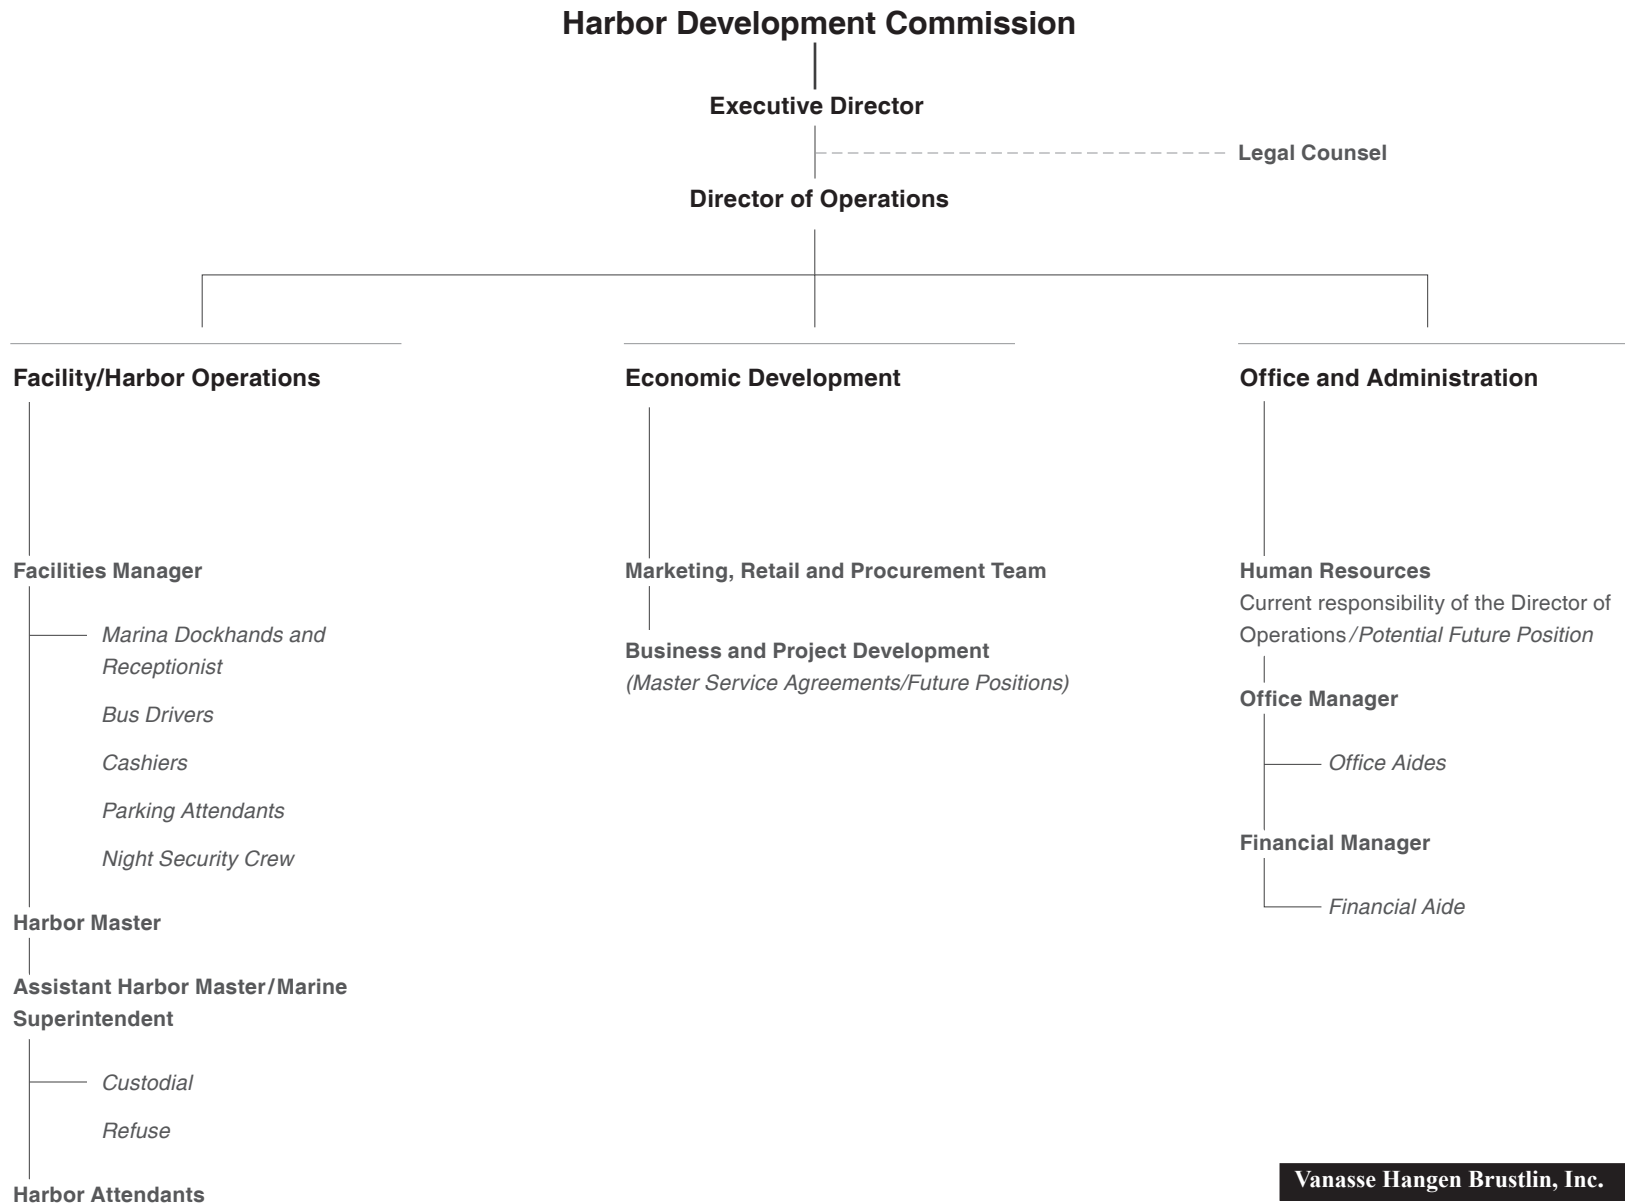 Harbor Development Commission
Executive Director
Legal Counsel
Director of Operations
Facility/Harbor Operations
Facilities Manager
Marina Dockhands and
Receptionist
Bus Drivers
Cashiers
Parking Attendants
Night Security Crew
Harbor Master
Assistant Harbor Master/Marine
Superintendent
Custodial
Refuse
Harbor Attendants
Economic Development
Marketing, Retail and Procurement Team
Business and Project Development
(Master Service Agreements/Future Positions)
Office and Administration
Human Resources
Current responsibility of the Director of
Operations/Potential Future Position
Office Manager
Office Aides
Financial Manager
Financial Aide
Vanasse Hangen Brustlin, Inc.